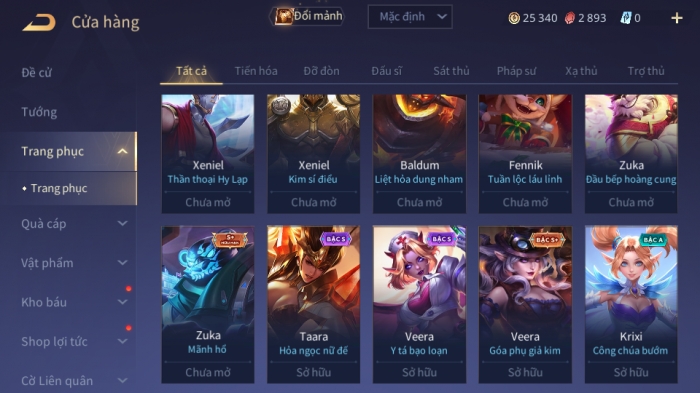 Cửa hàng
Đổi mảnh
Mặc định
25 340
2 893
0
Đề cử
Tướng
Trang phục
Trang phục
Quà cáp
Vật phẩm
Kho báu
Shop lợi tức
Cờ Liên quân
Tất cả
Tiến hóa
Đỡ đòn
Đấu sĩ
Sát thủ
Pháp sư
Xạ thủ
Trợ thủ
Xeniel
Thần thoại Hy Lạp
Chưa mở
Xeniel
Kim sí điểu
Chưa mở
Baldum
Liệt hỏa dung nham
Chưa mở
Fennik
Tuần lộc láu lỉnh
Chưa mở
Zuka
Đầu bếp hoàng cung
Chưa mở
S+
Zuka
Mãnh hổ
Chưa mở
BẬC S
Taara
Hỏa ngọc nữ đế
Sở hữu
BẬC S
Veera
Y tá bạo loạn
Sở hữu
BẬC S+
Veera
Góa phụ giả kim
Sở hữu
BẬC A
Krixi
Công chúa bướm
Sở hữu